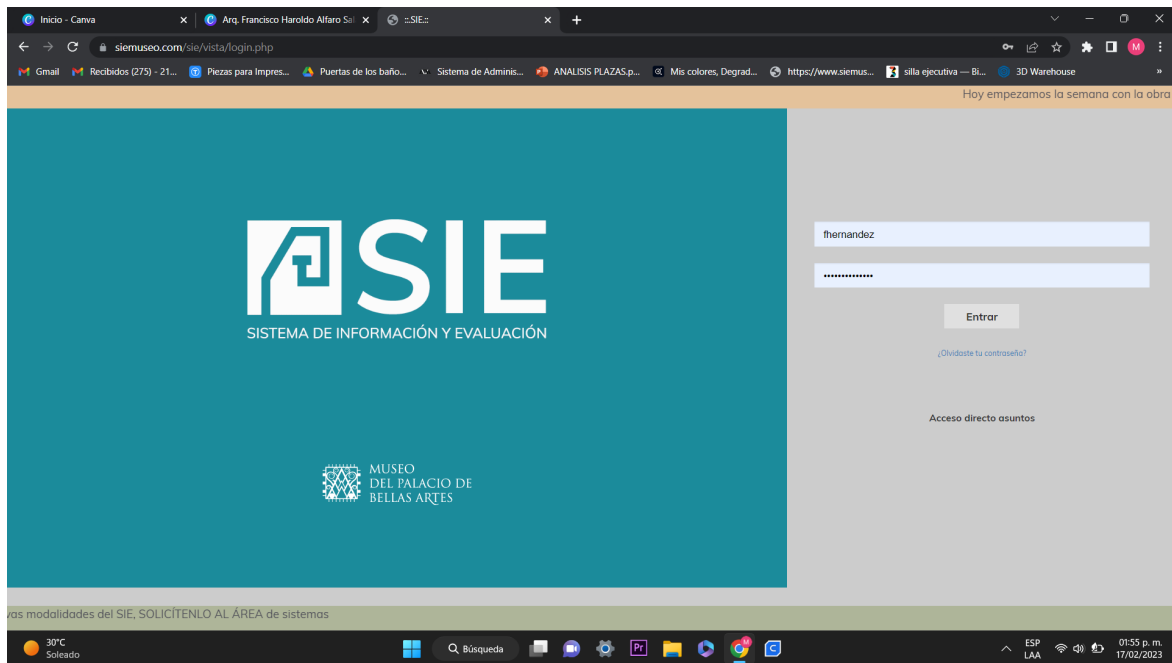 Inicio - Canva
Arq. Francisco Haroldo Alfaro Sal
::.SIE.::
siemuseo.com/sie/vista/login.php
Gmail
Recibidos (275) - 21...
Piezas para Impres...
Puertas de los baño...
Sistema de Adminis...
ANALISIS PLAZAS.p...
Mis colores, Degrad...
https://www.siemus...
silla ejecutiva — Bi...
3D Warehouse
»
Hoy empezamos la semana con la obra
SIE
SISTEMA DE INFORMACIÓN Y EVALUACIÓN
MUSEO
DEL PALACIO DE
BELLAS ARTES
fhernandez
••••••••••••••
Entrar
¿Olvidaste tu contraseña?
Acceso directo asuntos
vas modalidades del SIE, SOLICÍTENLO AL ÁREA de sistemas
30°C
Soleado
Búsqueda
Pr
ESP
LAA
01:55 p. m.
17/02/2023